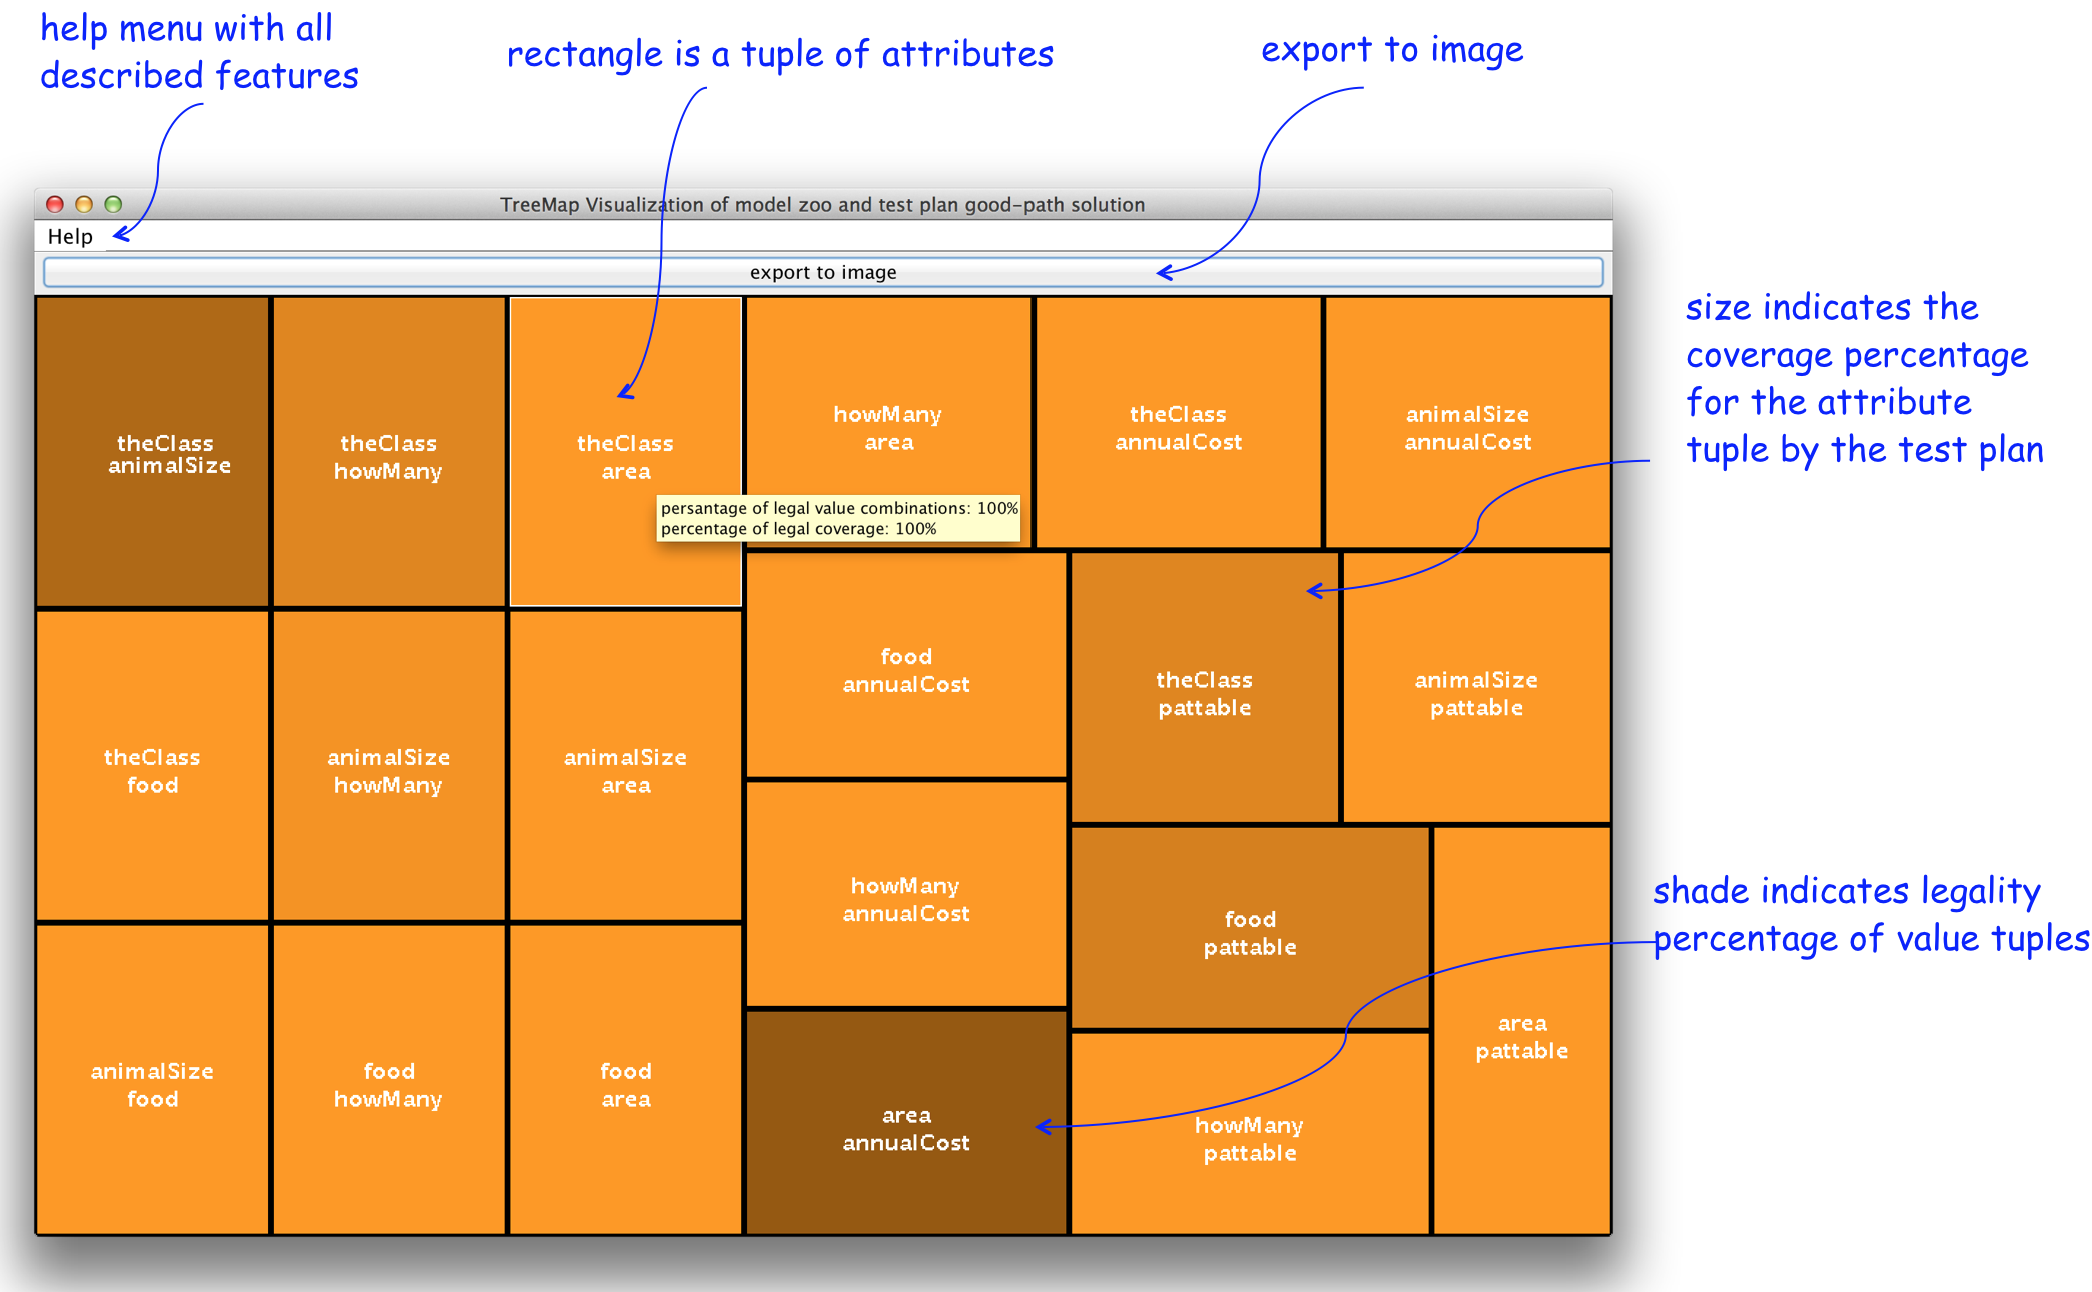 help menu with all
described features
rectangle is a tuple of attributes
export to image
TreeMap Visualization of model zoo and test plan good-path solution
Help
export to image
size indicates the
coverage percentage
for the attribute
tuple by the test plan
theClass
animalSize
theClass
howMany
theClass
area
howMany
area
theClass
annualCost
animalSize
annualCost
persantage of legal value combinations: 100%
percentage of legal coverage: 100%
food
annualCost
theClass
pattable
animalSize
pattable
theClass
food
animalSize
howMany
animalSize
area
howMany
annualCost
food
pattable
shade indicates legality
percentage of value tuples
area
pattable
animalSize
food
food
howMany
food
area
area
annualCost
howMany
pattable